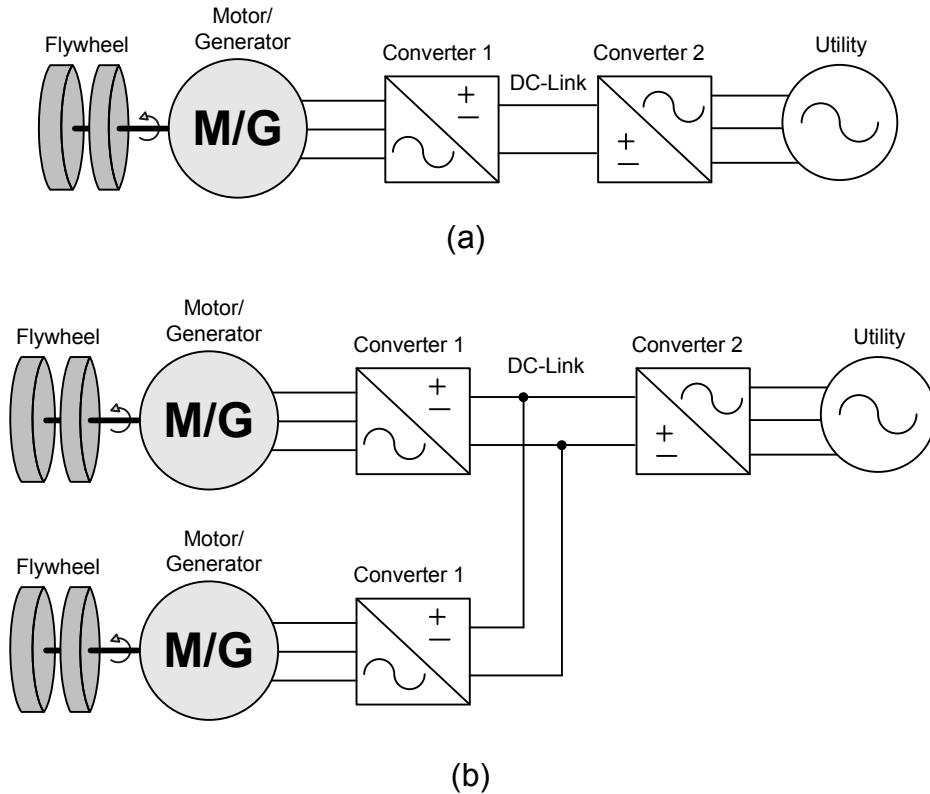 Motor/
Generator
Flywheel
Converter 1
Converter 2
Utility
DC-Link
M/G
+
−
+
−
(a)
Motor/
Generator
Flywheel
Converter 1
DC-Link
Converter 2
Utility
M/G
+
−
+
−
Motor/
Generator
Flywheel
Converter 1
M/G
+
−
(b)